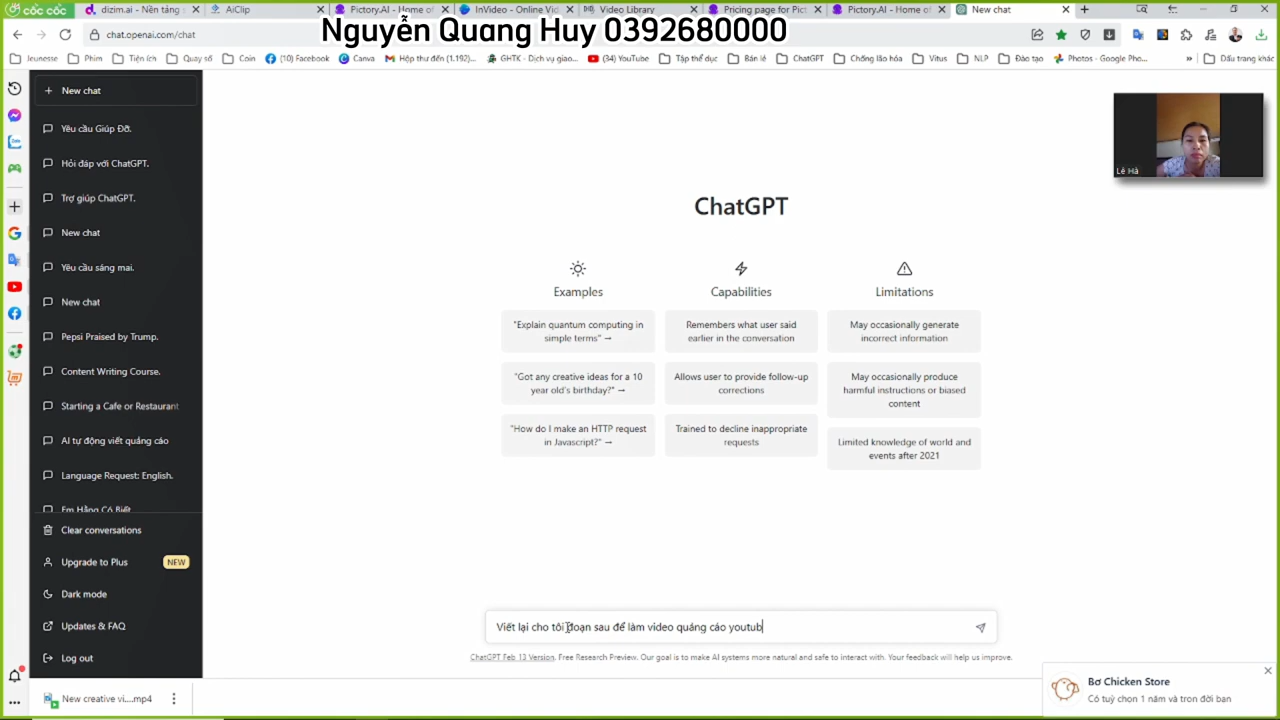 cốc cốc
dizim.ai - Nền tảng
AiClip
Pictory.AI - Home of
InVideo - Online Vid
Video Library
Pricing page for Pict
Pictory.AI - Home of
New chat
Nguyễn Quang Huy 0392680000
chat.openai.com/chat
Jeunesse
Phim
Tiện ích
Quay số
Coin
(10) Facebook
Canva
Hộp thư đến (1.192)...
GHTK - Dịch vụ giao...
(34) YouTube
Tập thể dục
Bán lẻ
ChatGPT
Chống lão hóa
Vitus
NLP
Đào tạo
Photos - Google Pho...
»
Dấu trang khác
+ New chat
Yêu cầu Giúp Đỡ.
Hỏi đáp với ChatGPT.
Trợ giúp ChatGPT.
New chat
Yêu cầu sáng mai.
New chat
Pepsi Praised by Trump.
Content Writing Course.
Starting a Cafe or Restaurant
AI tự động viết quảng cáo
Language Request: English.
Em Hằng Có Biết
Clear conversations
Upgrade to Plus
NEW
Dark mode
Updates & FAQ
Log out
Lê Hà
ChatGPT
Examples
"Explain quantum computing in
simple terms" →
"Got any creative ideas for a 10
year old's birthday?" →
"How do I make an HTTP request
in Javascript?" →
Capabilities
Remembers what user said
earlier in the conversation
Allows user to provide follow-up
corrections
Trained to decline inappropriate
requests
Limitations
May occasionally generate
incorrect information
May occasionally produce
harmful instructions or biased
content
Limited knowledge of world and
events after 2021
Viết lại cho tôi đoạn sau để làm video quảng cáo youtub
ChatGPT Feb 13 Version. Free Research Preview. Our goal is to make AI systems more natural and safe to interact with. Your feedback will help us improve.
New creative vi....mp4
Bơ Chicken Store
Có tuỳ chọn 1 năm và trọn đời bạn